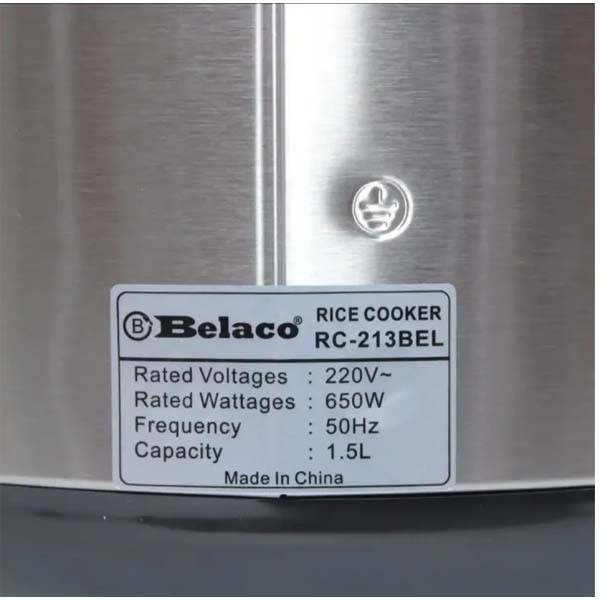 B Belaco® RICE COOKER
RC-213BEL
Rated Voltages : 220V~
Rated Wattages : 650W
Frequency : 50Hz
Capacity : 1.5L
Made In China